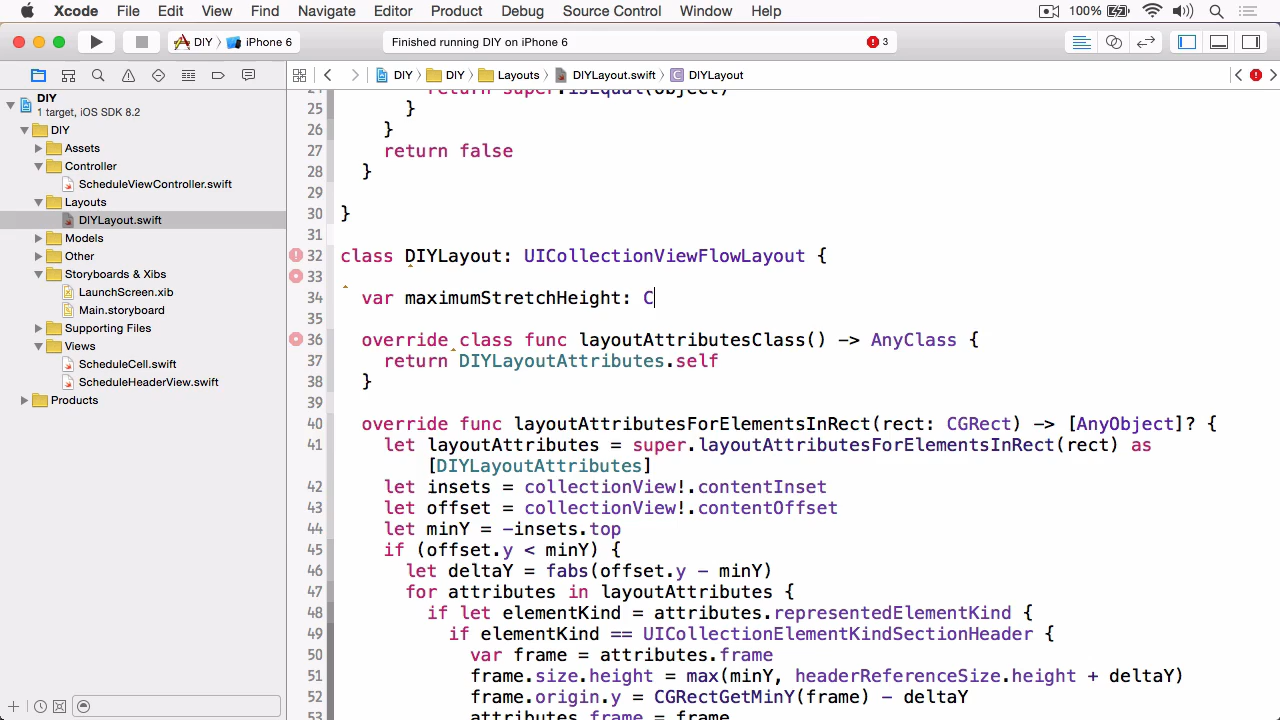 Xcode File Edit View Find Navigate Editor Product Debug Source Control Window Help 100%
DIY iPhone 6 Finished running DIY on iPhone 6 3
DIY DIY Layouts DIYLayout.swift C DIYLayout
DIY
1 target, iOS SDK 8.2
DIY
Assets
Controller
ScheduleViewController.swift
Layouts
DIYLayout.swift
Models
Other
Storyboards & Xibs
LaunchScreen.xib
Main.storyboard
Supporting Files
Views
ScheduleCell.swift
ScheduleHeaderView.swift
Products
24 return super.isEqual(object)
25 }
26 }
27 return false
28 }
29
30 }
31
32 class DIYLayout: UICollectionViewFlowLayout {
33
34 var maximumStretchHeight: C
35
36 override class func layoutAttributesClass() -> AnyClass {
37 return DIYLayoutAttributes.self
38 }
39
40 override func layoutAttributesForElementsInRect(rect: CGRect) -> [AnyObject]? {
41 let layoutAttributes = super.layoutAttributesForElementsInRect(rect) as
[DIYLayoutAttributes]
42 let insets = collectionView!.contentInset
43 let offset = collectionView!.contentOffset
44 let minY = -insets.top
45 if (offset.y < minY) {
46 let deltaY = fabs(offset.y - minY)
47 for attributes in layoutAttributes {
48 if let elementKind = attributes.representedElementKind {
49 if elementKind == UICollectionElementKindSectionHeader {
50 var frame = attributes.frame
51 frame.size.height = max(minY, headerReferenceSize.height + deltaY)
52 frame.origin.y = CGRectGetMinY(frame) - deltaY
53 attributes.frame = frame